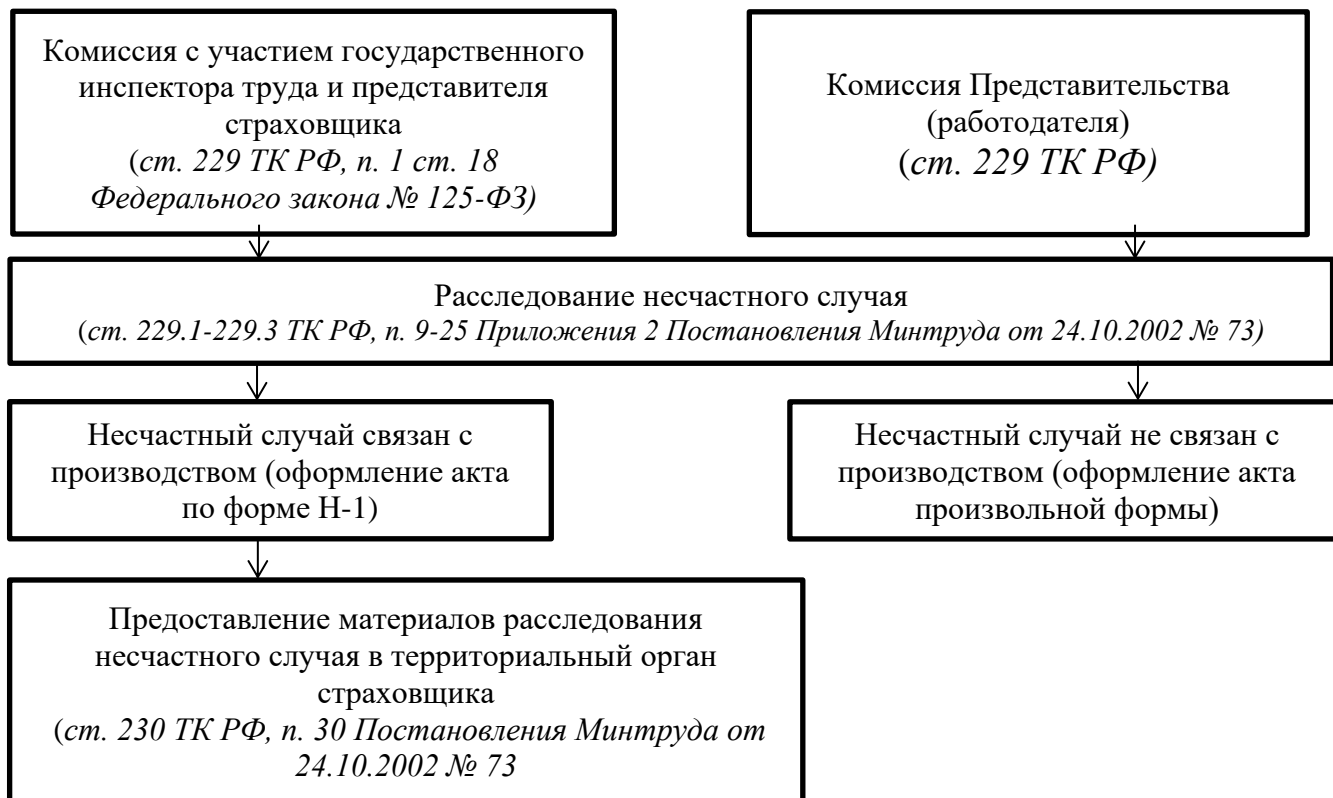 Комиссия с участием государственного
инспектора труда и представителя
страховщика
(ст. 229 ТК РФ, п. 1 ст. 18
Федерального закона № 125-ФЗ)
Комиссия Представительства
(работодателя)
(ст. 229 ТК РФ)
Расследование несчастного случая
(ст. 229.1-229.3 ТК РФ, п. 9-25 Приложения 2 Постановления Минтруда от 24.10.2002 № 73)
Несчастный случай связан с
производством (оформление акта
по форме Н-1)
Несчастный случай не связан с
производством (оформление акта
произвольной формы)
Предоставление материалов расследования
несчастного случая в территориальный орган
страховщика
(ст. 230 ТК РФ, п. 30 Постановления Минтруда от
24.10.2002 № 73